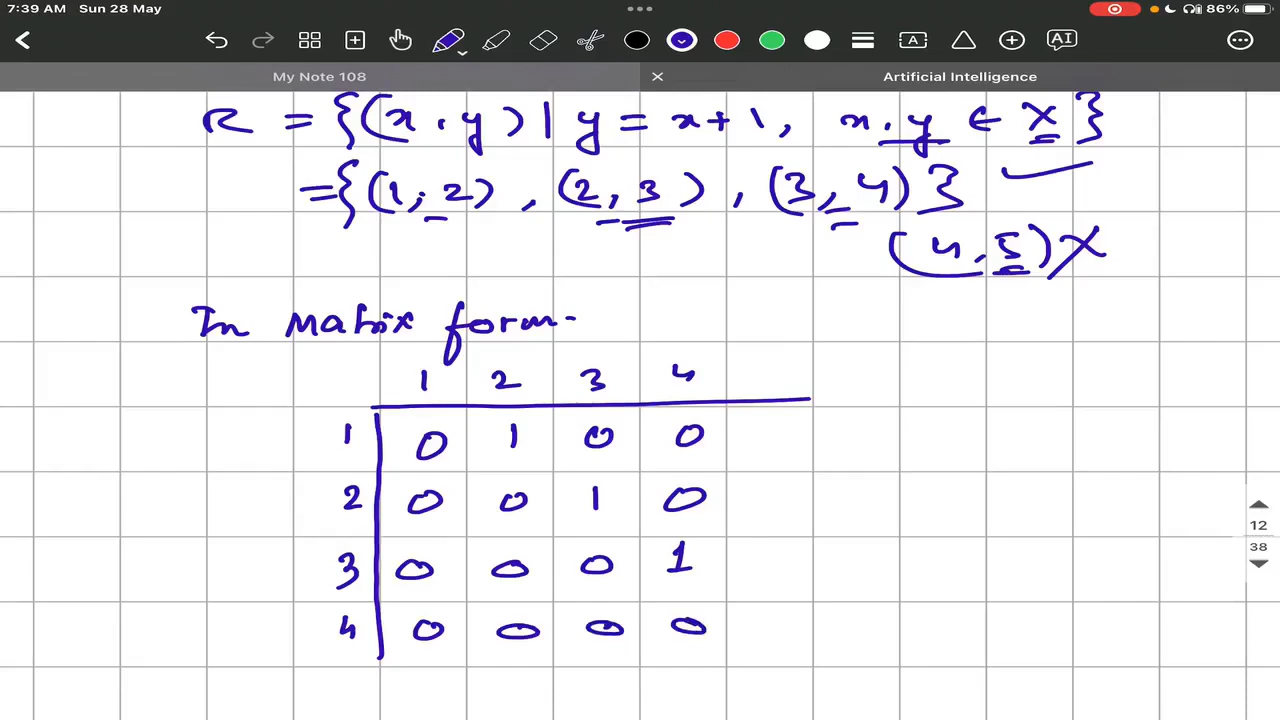 7:39 AM Sun 28 May
86%
My Note 108
Artificial Intelligence
R = {(x, y) | y = x+1, x, y ∈ X}
= {(1, 2), (2, 3), (3, 4)}
(4, 5) X
In Matrix form-
1 2 3 4
1 0 1 0 0
2 0 0 1 0
3 0 0 0 1
4 0 0 0 0
12
38